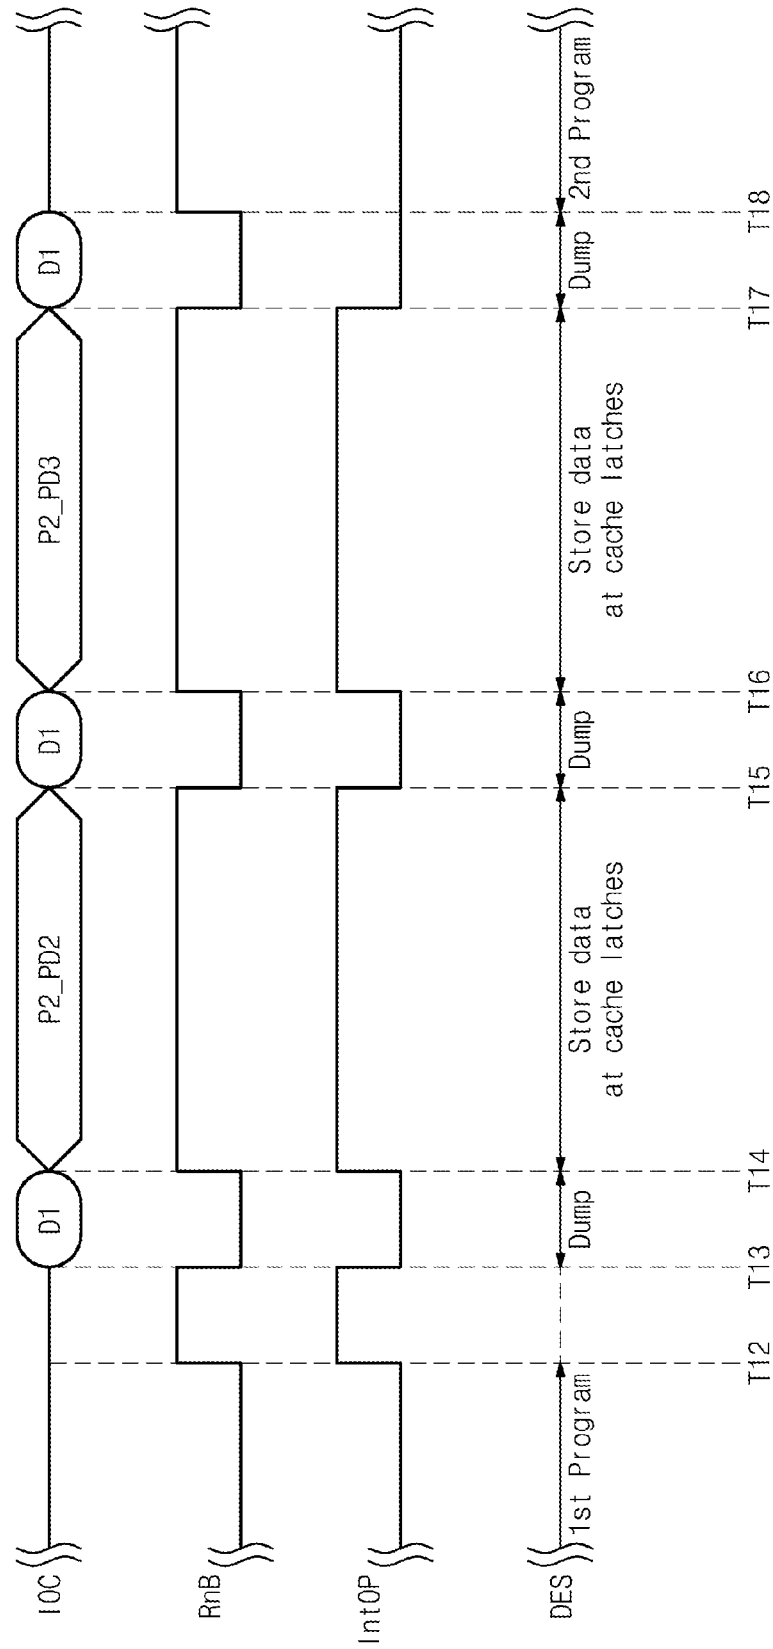 IOC
D1
P2_PD2
D1
P2_PD3
D1
RnB
IntOP
DES
1st Program
Dump
Store data
at cache latches
Dump
Store data
at cache latches
Dump
2nd Program
T12
T13
T14
T15
T16
T17
T18